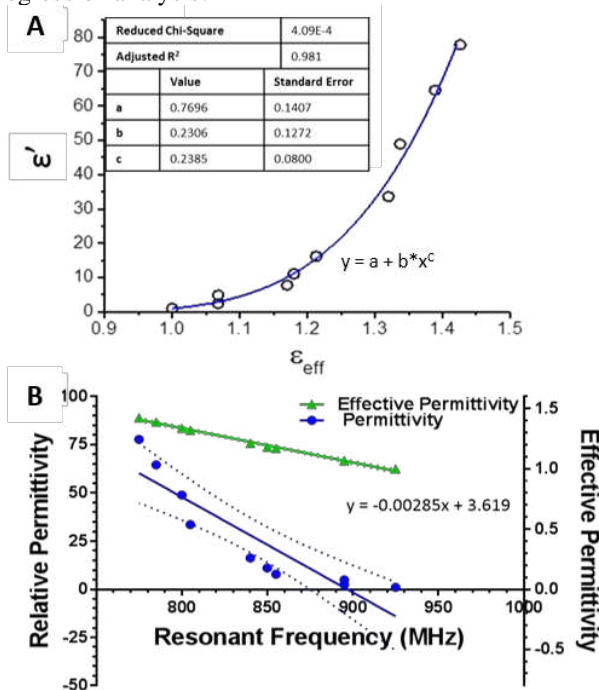 A
Reduced Chi-Square 4.09E-4
Adjusted R² 0.981
Value Standard Error
a 0.7696 0.1407
b 0.2306 0.1272
c 0.2385 0.0800
80
70
60
50
40
30
20
10
0
ε'
y = a + b*xᶜ
0.9 1.0 1.1 1.2 1.3 1.4 1.5
εeff
B
100
75
50
25
0
-25
-50
Relative Permittivity
Effective Permittivity
Permittivity
y = -0.00285x + 3.619
800 850 900 950 1000
Resonant Frequency (MHz)
1.5
1.0
0.5
0.0
-0.5
Effective Permittivity